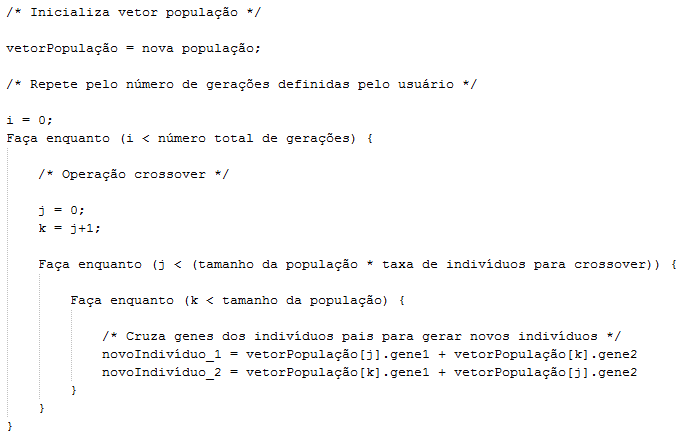 /* Inicializa vetor população */
vetorPopulação = nova população;
/* Repete pelo número de gerações definidas pelo usuário */
i = 0;
Faça enquanto (i < número total de gerações) {
/* Operação crossover */
j = 0;
k = j+1;
Faça enquanto (j < (tamanho da população * taxa de indivíduos para crossover)) {
Faça enquanto (k < tamanho da população) {
/* Cruza genes dos indivíduos pais para gerar novos indivíduos */
novoIndivíduo_1 = vetorPopulação[j].gene1 + vetorPopulação[k].gene2
novoIndivíduo_2 = vetorPopulação[k].gene1 + vetorPopulação[j].gene2
}
}
}